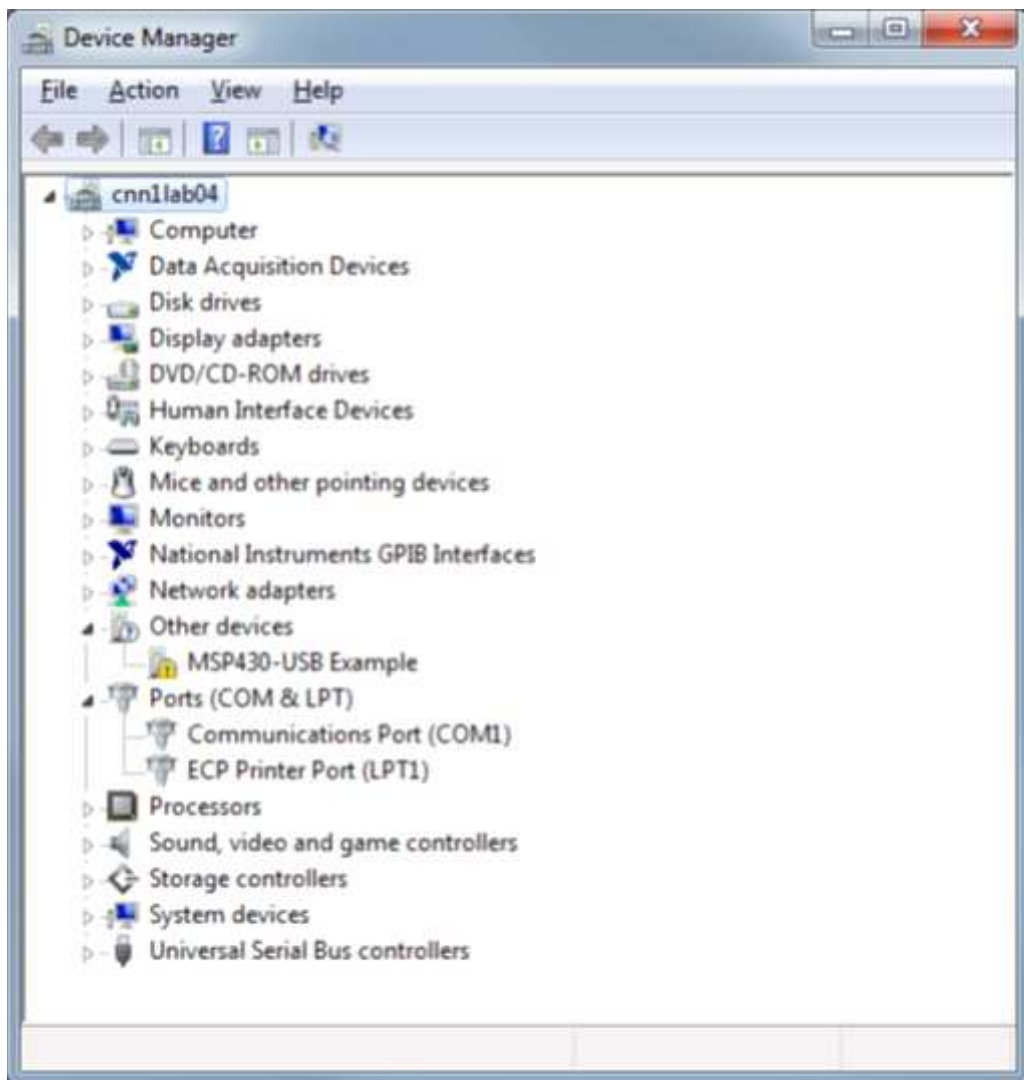 Device Manager
File Action View Help
cnn1lab04
Computer
Data Acquisition Devices
Disk drives
Display adapters
DVD/CD-ROM drives
Human Interface Devices
Keyboards
Mice and other pointing devices
Monitors
National Instruments GPIB Interfaces
Network adapters
Other devices
MSP430-USB Example
Ports (COM & LPT)
Communications Port (COM1)
ECP Printer Port (LPT1)
Processors
Sound, video and game controllers
Storage controllers
System devices
Universal Serial Bus controllers